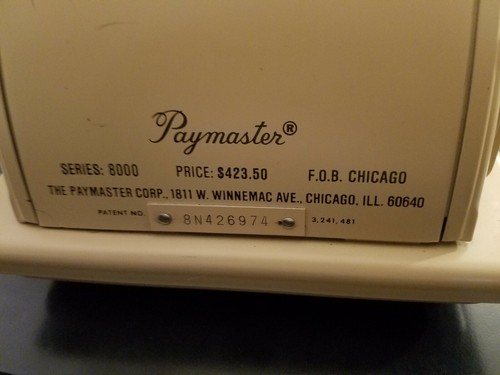 Paymaster®
SERIES: 8000 PRICE: $423.50 F.O.B. CHICAGO
THE PAYMASTER CORP., 1811 W. WINNEMAC AVE., CHICAGO, ILL. 60640
PATENT NO. 8N426974 3,241,481